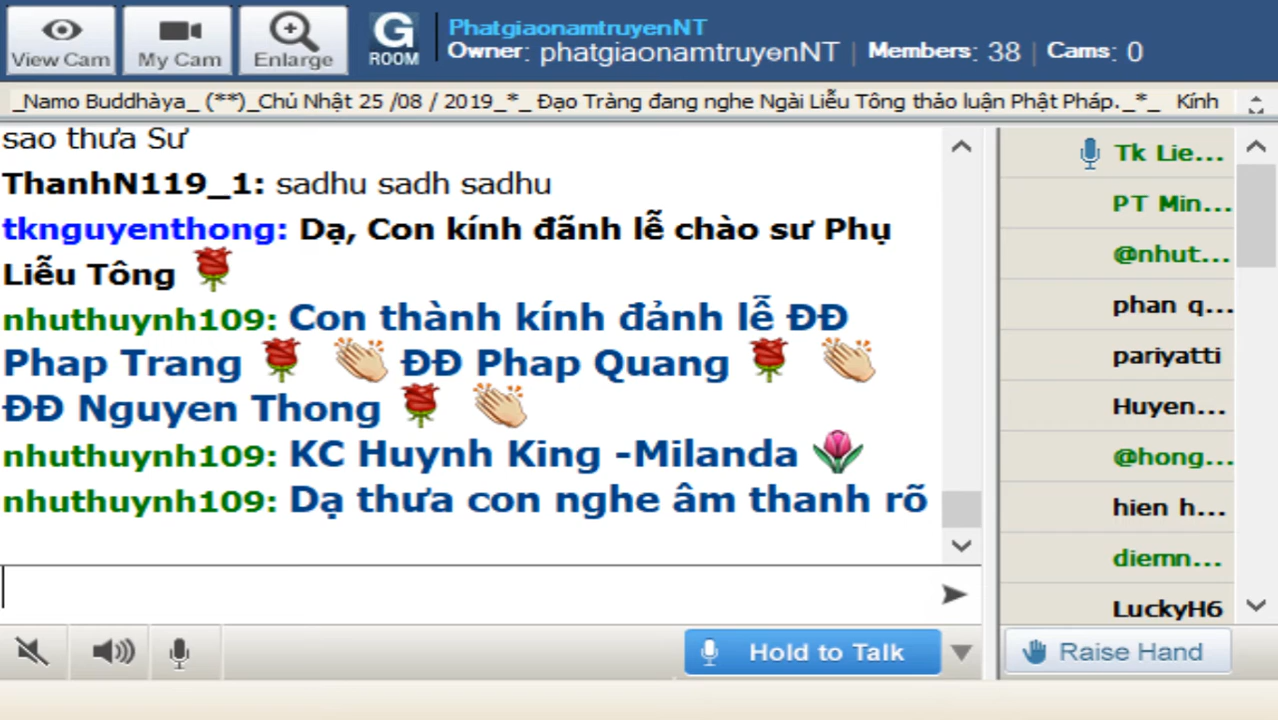 View Cam
My Cam
Enlarge
G
ROOM
PhatgiaonamtruyenNT
Owner: phatgiaonamtruyenNT | Members: 38 | Cams: 0
_Namo Buddhàya_ (**)_Chủ Nhật 25 /08 / 2019_*_ Đạo Tràng đang nghe Ngài Liễu Tông thảo luận Phật Pháp._*_ Kính
sao thưa Sư
ThanhN119_1: sadhu sadh sadhu
tknguyenthong: Dạ, Con kính đãnh lễ chào sư Phụ
Liễu Tông
nhuthuynh109: Con thành kính đảnh lễ ĐĐ
Phap Trang ĐĐ Phap Quang
ĐĐ Nguyen Thong
nhuthuynh109: KC Huynh King -Milanda
nhuthuynh109: Dạ thưa con nghe âm thanh rõ
Tk Lie...
PT Min...
@nhut...
phan q...
pariyatti
Huyen...
@hong...
hien h...
diemn...
LuckyH6
Hold to Talk
Raise Hand